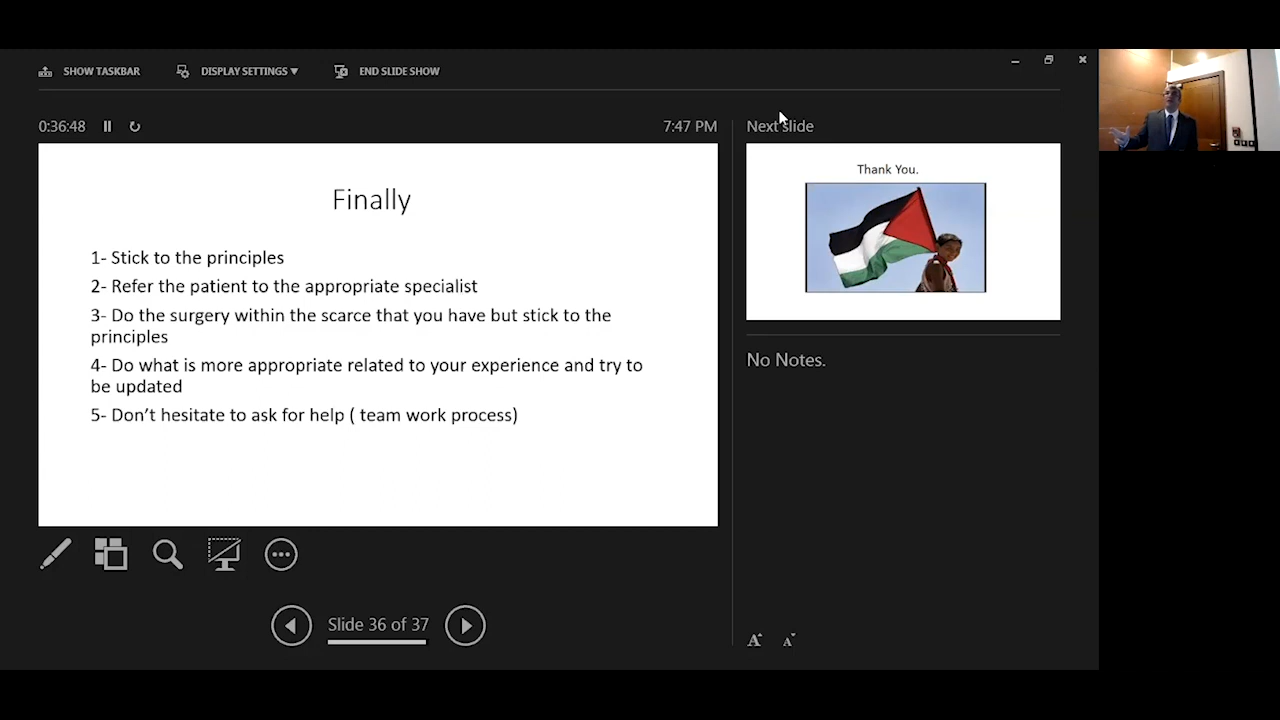 SHOW TASKBAR
DISPLAY SETTINGS ▼
END SLIDE SHOW
0:36:48
7:47 PM
Next slide
Finally
1- Stick to the principles
2- Refer the patient to the appropriate specialist
3- Do the surgery within the scarce that you have but stick to the
principles
4- Do what is more appropriate related to your experience and try to
be updated
5- Don't hesitate to ask for help ( team work process)
Thank You.
No Notes.
Slide 36 of 37
A A